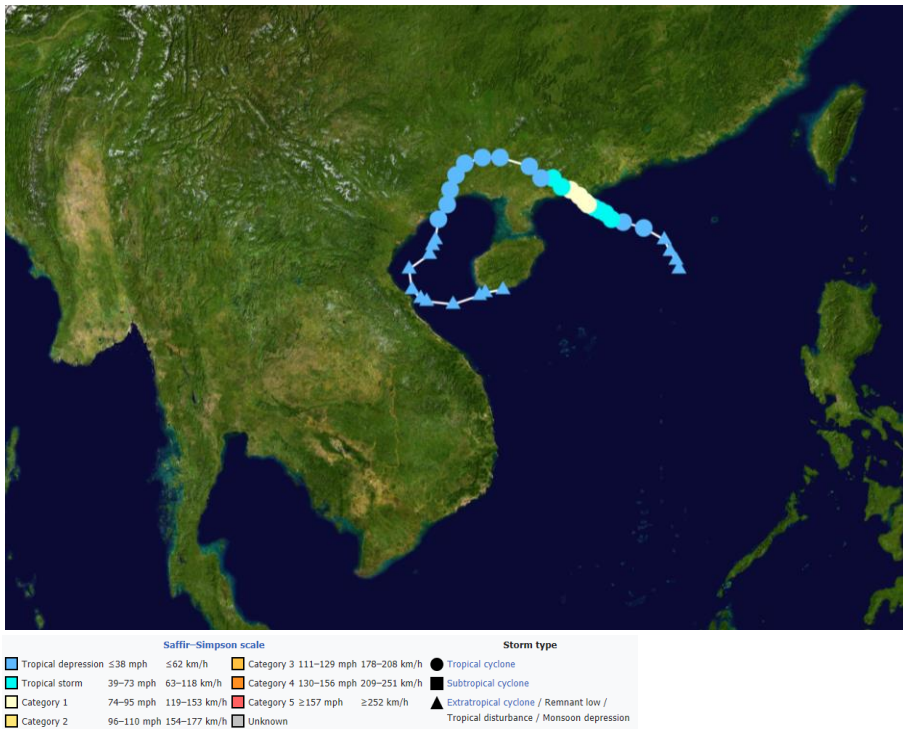 Saffir–Simpson scale
Tropical depression ≤38 mph ≤62 km/h
Tropical storm 39–73 mph 63–118 km/h
Category 1 74–95 mph 119–153 km/h
Category 2 96–110 mph 154–177 km/h
Category 3 111–129 mph 178–208 km/h
Category 4 130–156 mph 209–251 km/h
Category 5 ≥157 mph ≥252 km/h
Unknown
Storm type
Tropical cyclone
Subtropical cyclone
Extratropical cyclone / Remnant low /
Tropical disturbance / Monsoon depression